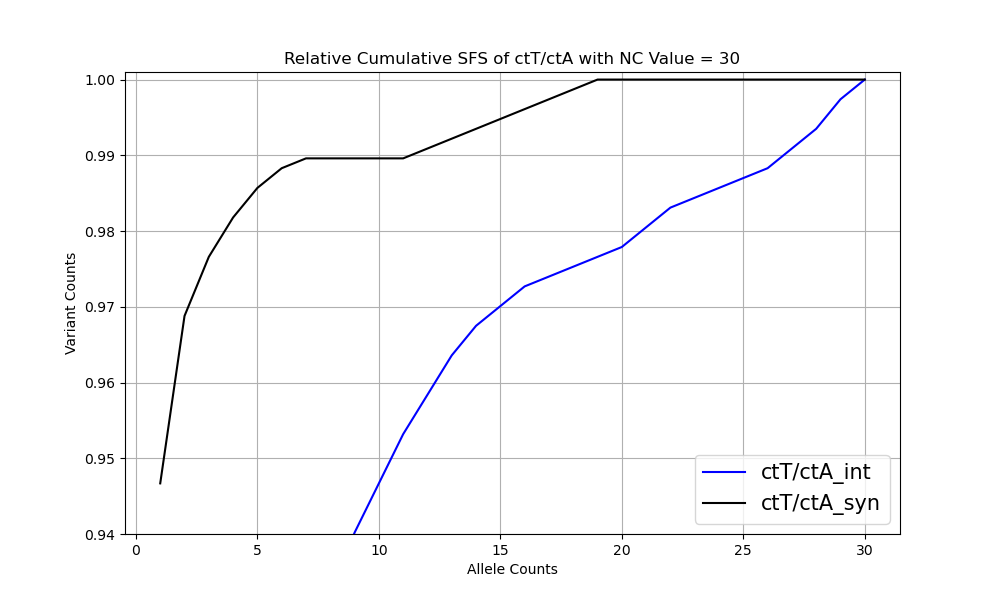 Relative Cumulative SFS of ctT/ctA with NC Value = 30
Variant Counts
1.00
0.99
0.98
0.97
0.96
0.95
0.94
0 5 10 15 20 25 30
Allele Counts
ctT/ctA_int
ctT/ctA_syn